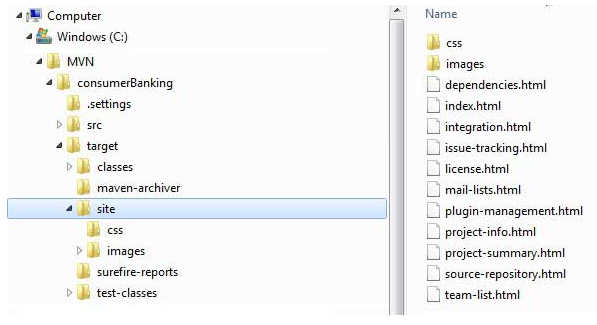 Computer
Windows (C:)
MVN
consumerBanking
.settings
src
target
classes
maven-archiver
site
css
images
surefire-reports
test-classes
Name
css
images
dependencies.html
index.html
integration.html
issue-tracking.html
license.html
mail-lists.html
plugin-management.html
project-info.html
project-summary.html
source-repository.html
team-list.html